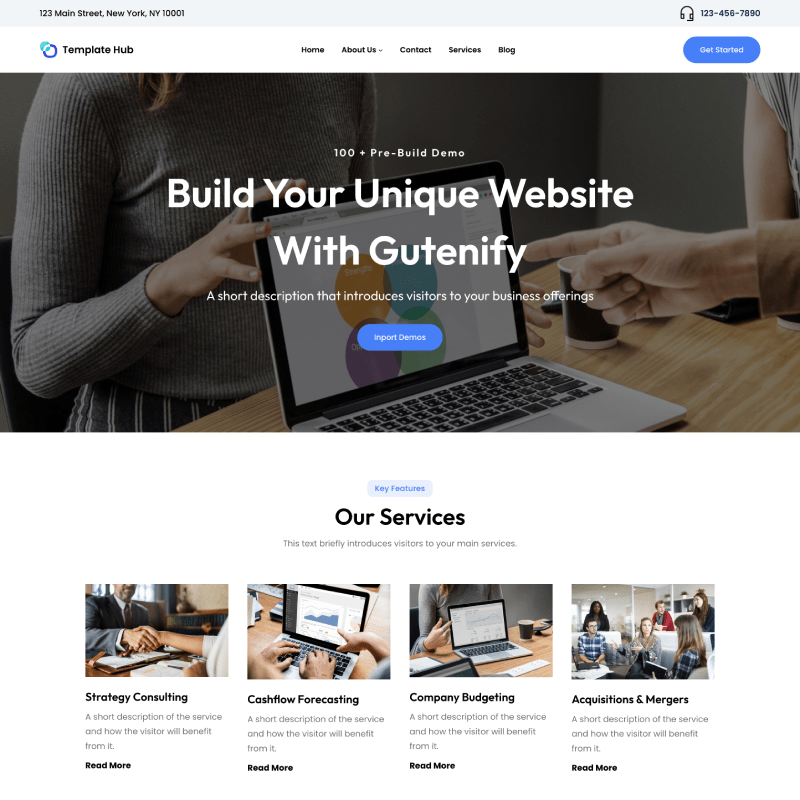 123 Main Street, New York, NY 10001
123-456-7890
Template Hub
Home
About Us
Contact
Services
Blog
Get Started
100 + Pre-Build Demo
Build Your Unique Website
With Gutenify
A short description that introduces visitors to your business offerings
Inport Demos
Key Features
Our Services
This text briefly introduces visitors to your main services.
Strategy Consulting
A short description of the service
and how the visitor will benefit
from it.
Read More
Cashflow Forecasting
A short description of the service
and how the visitor will benefit
from it.
Read More
Company Budgeting
A short description of the service
and how the visitor will benefit
from it.
Read More
Acquisitions & Mergers
A short description of the service
and how the visitor will benefit
from it.
Read More